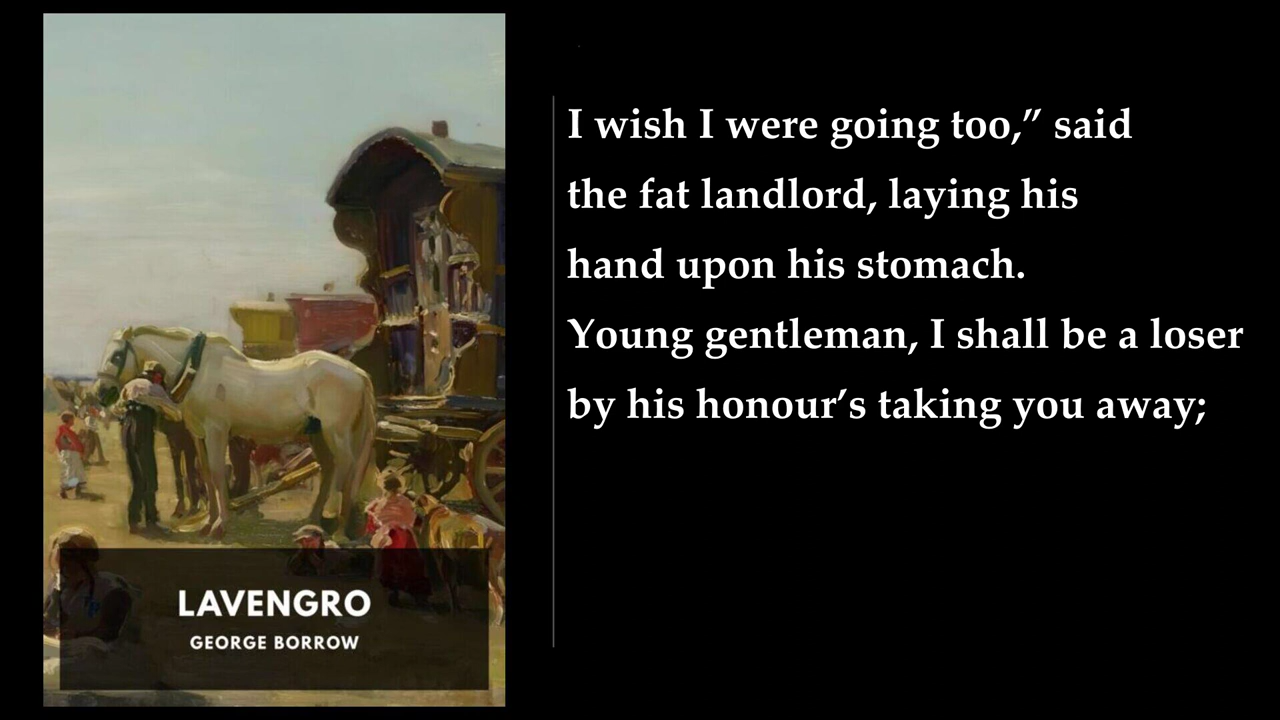 I wish I were going too,” said
the fat landlord, laying his
hand upon his stomach.
Young gentleman, I shall be a loser
by his honour’s taking you away;
LAVENGRO
GEORGE BORROW